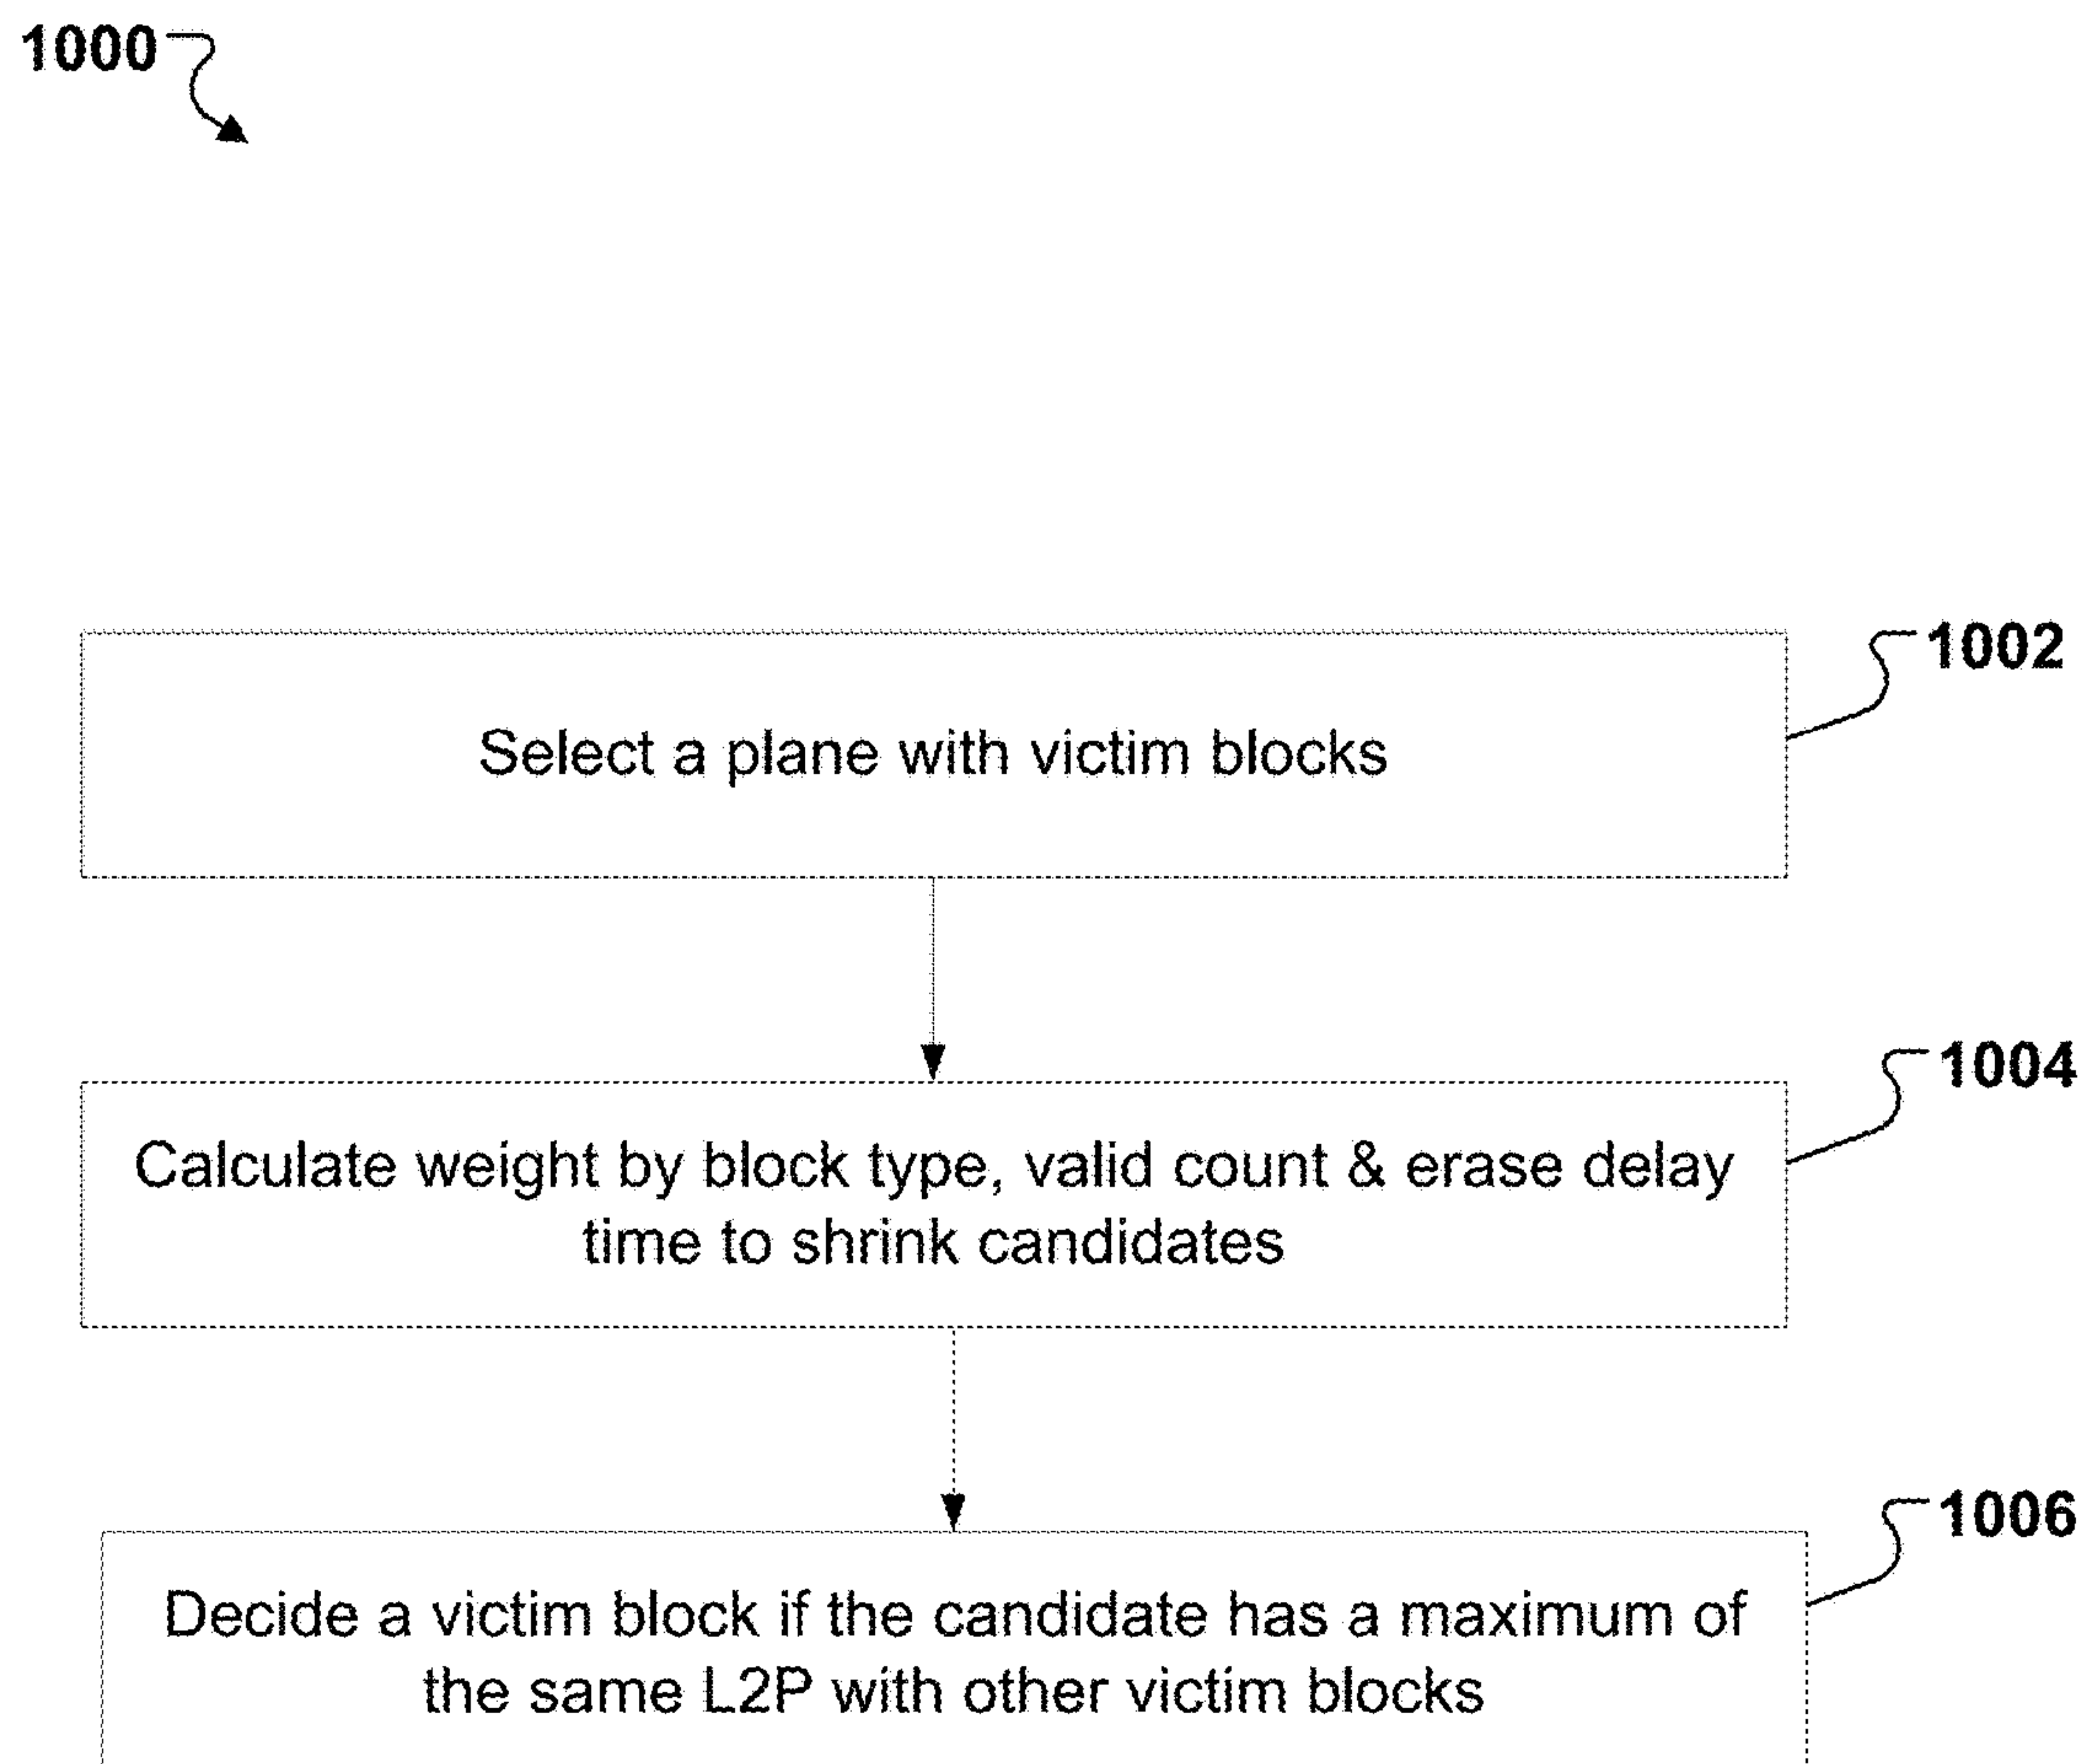 1000
1002
Select a plane with victim blocks
1004
Calculate weight by block type, valid count & erase delay
time to shrink candidates
1006
Decide a victim block if the candidate has a maximum of
the same L2P with other victim blocks